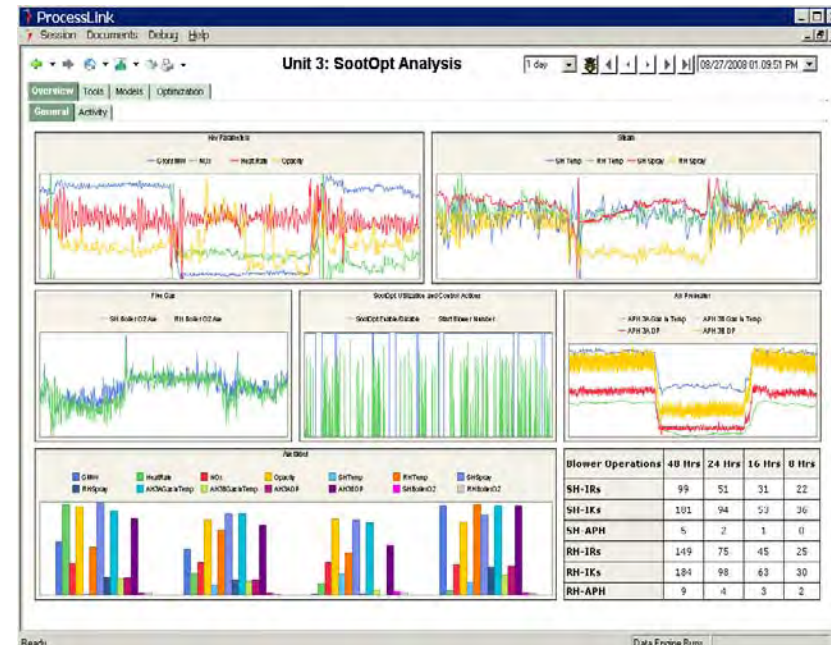 ProcessLink
Session Documents Debug Help
Unit 3: SootOpt Analysis
1 day
08/27/2008 01:09:51 PM
Overview Tools Models Optimization
General Activity
Key Parameters
GrossMW NOx HeatRate Opacity
Steam
SH Temp RH Temp SH Spray RH Spray
Flue Gas
SH Boiler O2 Ave RH Boiler O2 Ave
SootOpt Utilization and Control Actions
SootOpt Enable/Disable Start Blower Number
Air Preheater
APH 3A Gas In Temp APH 3B Gas In Temp
APH 3A DP APH 3B DP
GMW HeatRate NOx Opacity SHTemp RHTemp SHSpray
RHSpray AH3AGasInTemp AH3BGasInTemp AH3ADP AH3BDP SHBoilerO2 RHBoilerO2
Blower Operations 48 Hrs 24 Hrs 16 Hrs 8 Hrs
SH-IRs 99 51 31 22
SH-IKs 181 94 53 36
SH-APH 5 2 1 0
RH-IRs 149 75 45 25
RH-IKs 184 98 63 30
RH-APH 9 4 3 2
Ready
Data Engine Busy